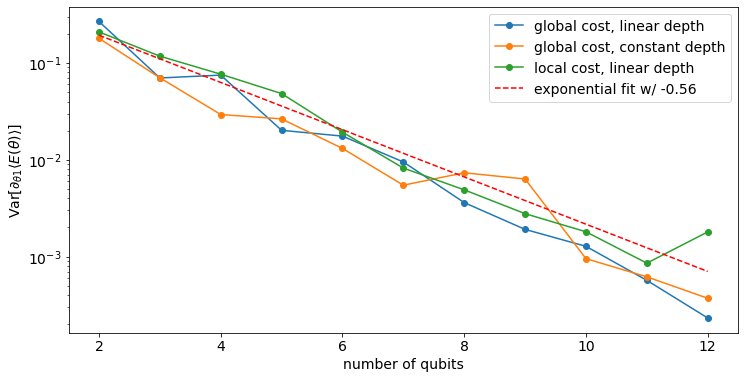 global cost, linear depth
global cost, constant depth
local cost, linear depth
exponential fit w/ -0.56
10⁻¹
10⁻²
10⁻³
Var[∂_{θ1}⟨E(θ)⟩]
2 4 6 8 10 12
number of qubits